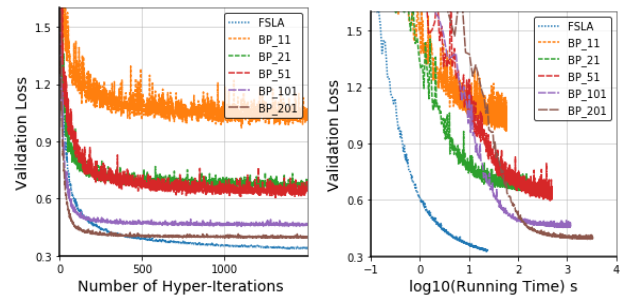 1.5
1.2
0.9
0.6
0.3
Validation Loss
FSLA
BP_11
BP_21
BP_51
BP_101
BP_201
0
500
1000
Number of Hyper-Iterations
1.5
1.2
0.9
0.6
0.3
Validation Loss
FSLA
BP_11
BP_21
BP_51
BP_101
BP_201
−1
0
1
2
3
4
log10(Running Time) s